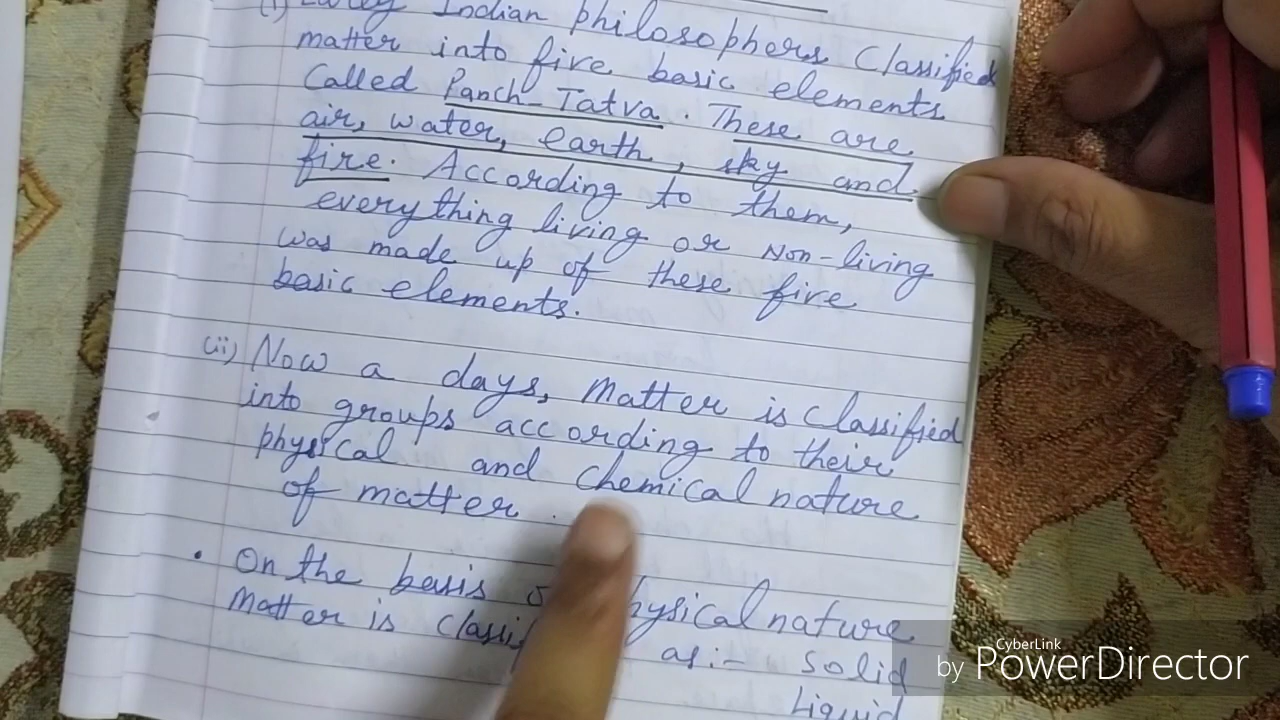 (i) Early Indian philosophers classified
matter into five basic elements
Called Panch-Tatva. These are
air, water, earth, sky and
fire. According to them,
everything living or Non-living
was made up of these five
basic elements.
(ii) Now a days, Matter is Classified
into groups according to their
physical and Chemical nature
of matter.
• On the basis physical nature
Matter is as:- Solid
Liquid
CyberLink
by PowerDirector